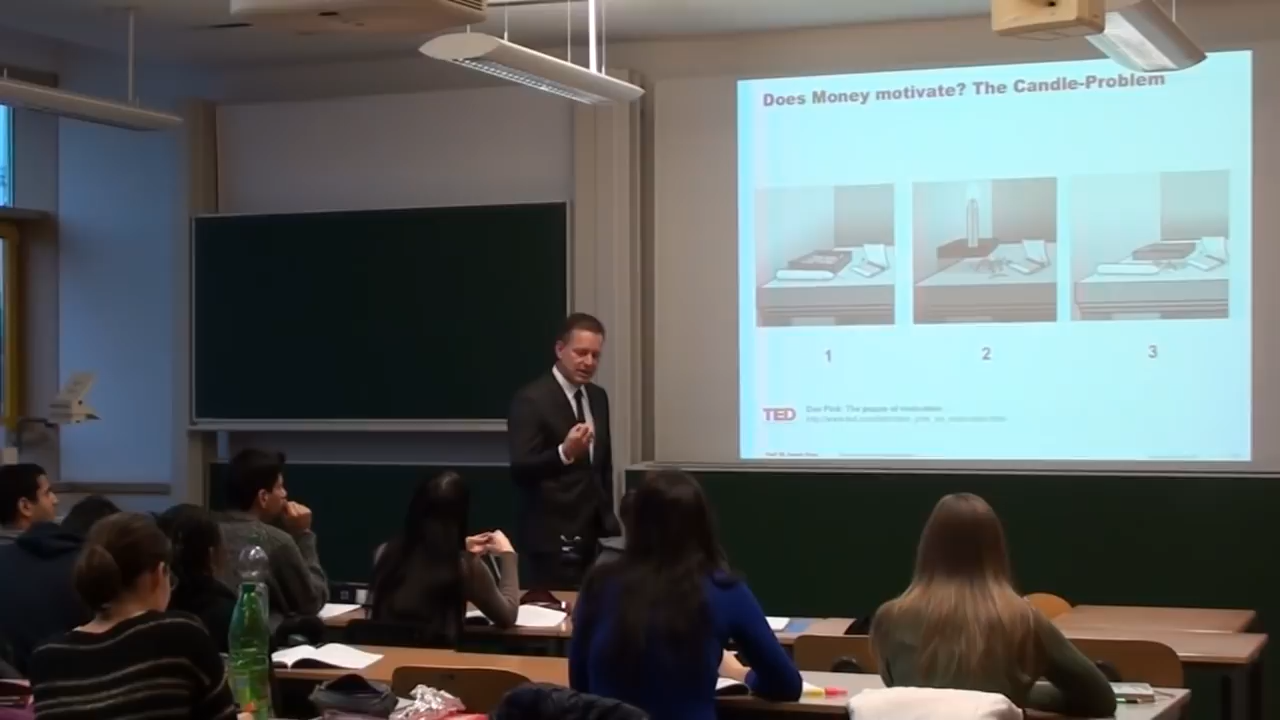 Does Money motivate? The Candle-Problem
1
2
3
TED
Dan Pink: The puzzle of motivation